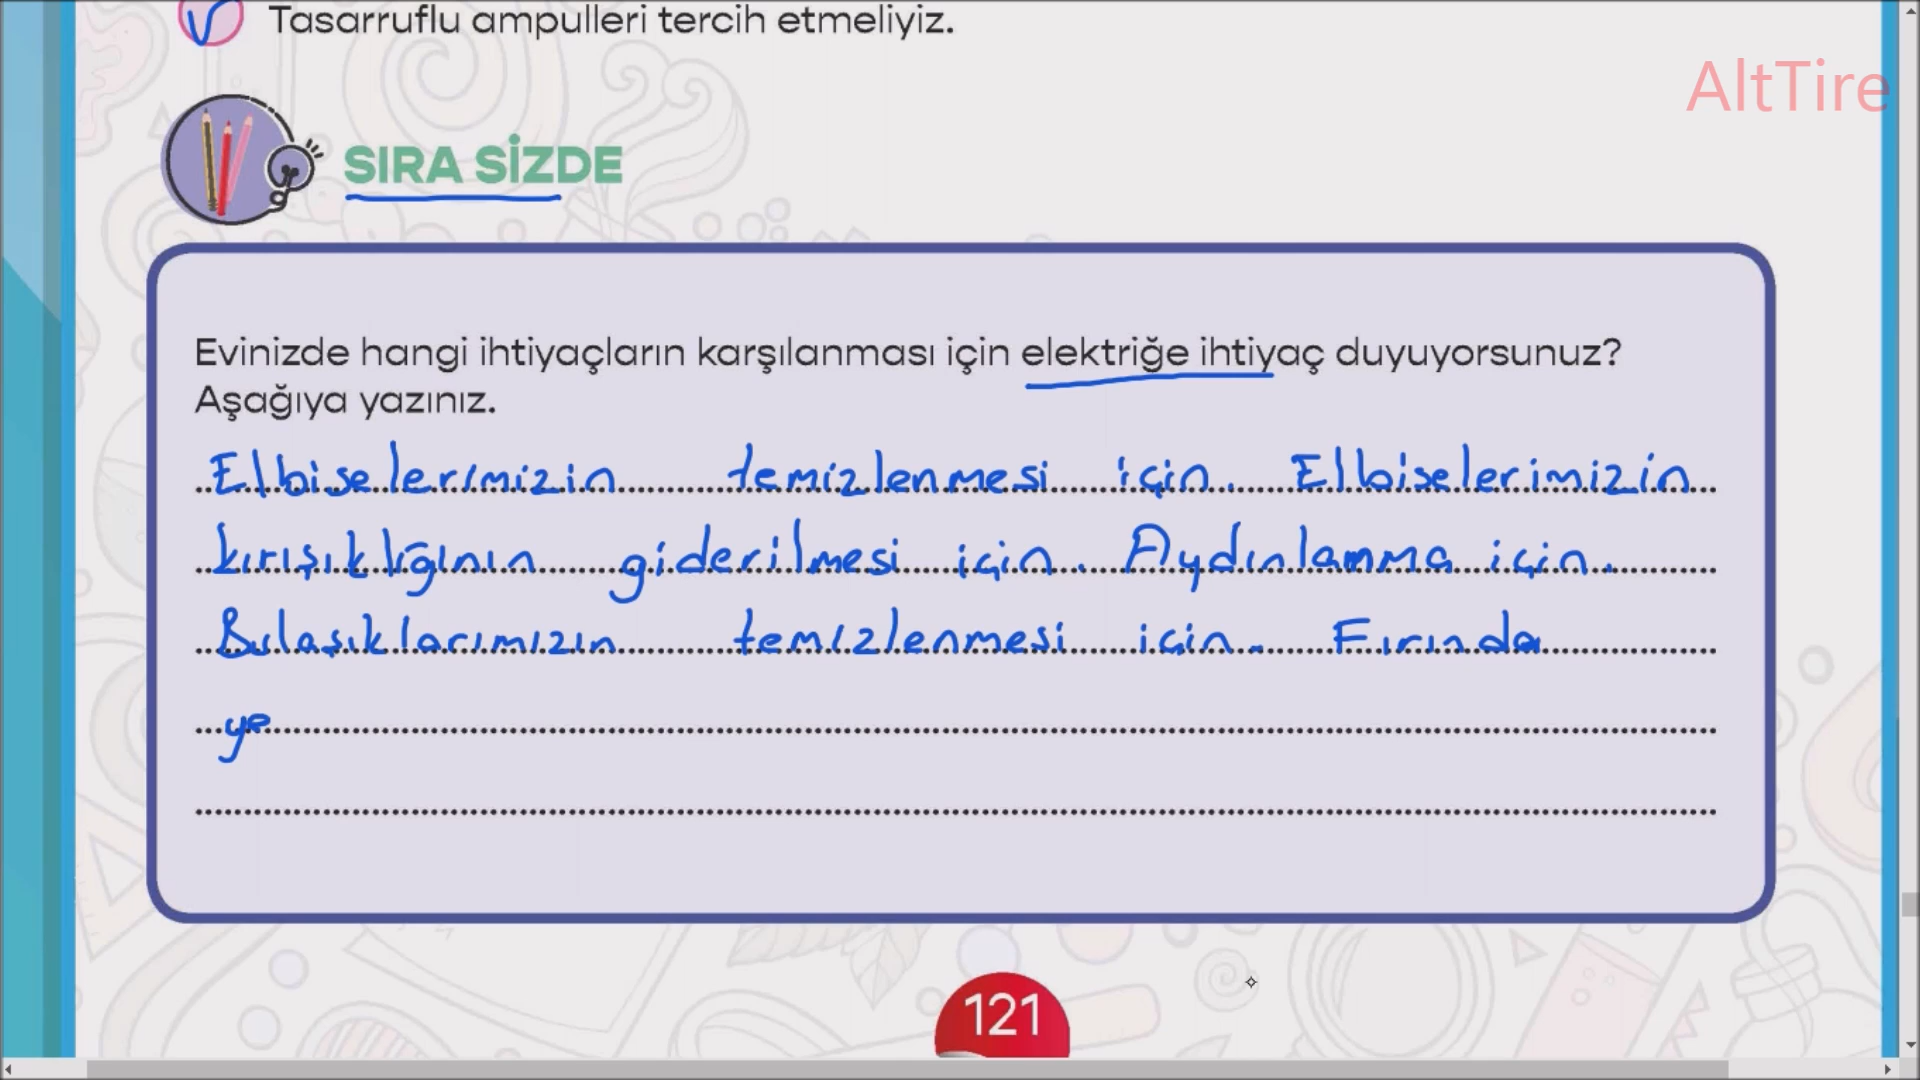 Tasarruflu ampulleri tercih etmeliyiz.
AltTire
SIRA SİZDE
Evinizde hangi ihtiyaçların karşılanması için elektriğe ihtiyaç duyuyorsunuz?
Aşağıya yazınız.
Elbiselerimizin temizlenmesi için. Elbiselerimizin
kırışıklığının giderilmesi için. Aydınlanma için.
Bulaşıklarımızın temizlenmesi için. Fırında
ye
121